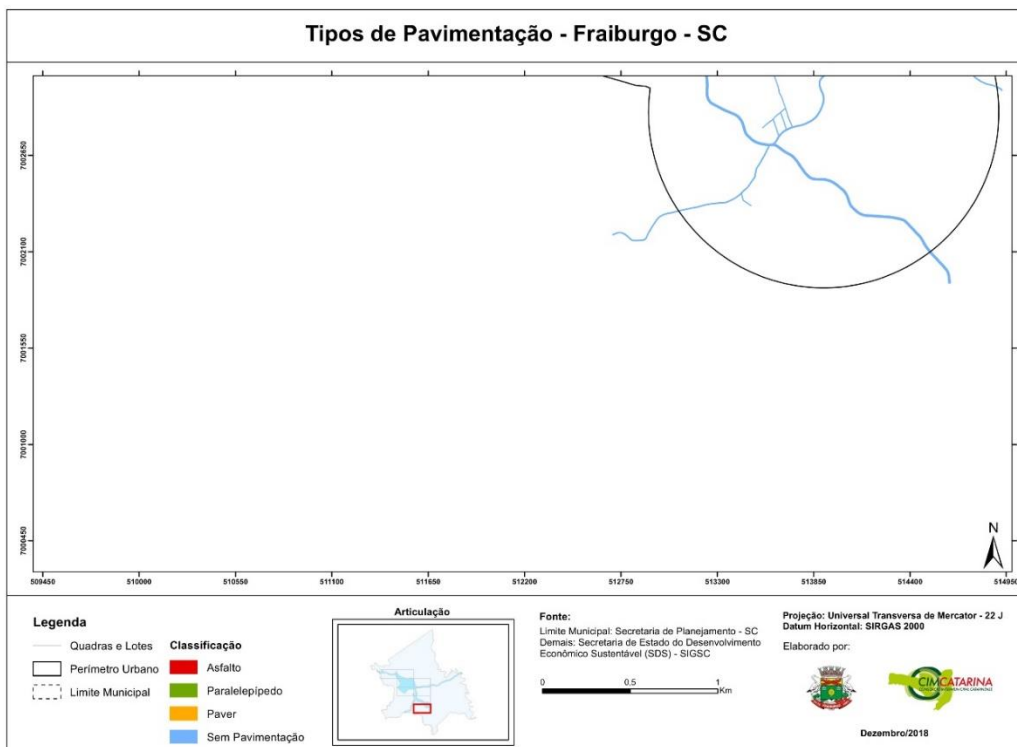 Tipos de Pavimentação - Fraiburgo - SC
7002650
7002100
7001550
7001000
7000450
N
509450 510000 510550 511100 511650 512200 512750 513300 513850 514400 514950
Legenda
Quadras e Lotes
Perímetro Urbano
Limite Municipal
Classificação
Asfalto
Paralelepípedo
Paver
Sem Pavimentação
Articulação
Fonte:
Limite Municipal: Secretaria de Planejamento - SC
Demais: Secretaria de Estado do Desenvolvimento
Econômico Sustentável (SDS) - SIGSC
0 0,5 1
Km
Projeção: Universal Transversa de Mercator - 22 J
Datum Horizontal: SIRGAS 2000
Elaborado por:
CIMCATARINA
Dezembro/2018